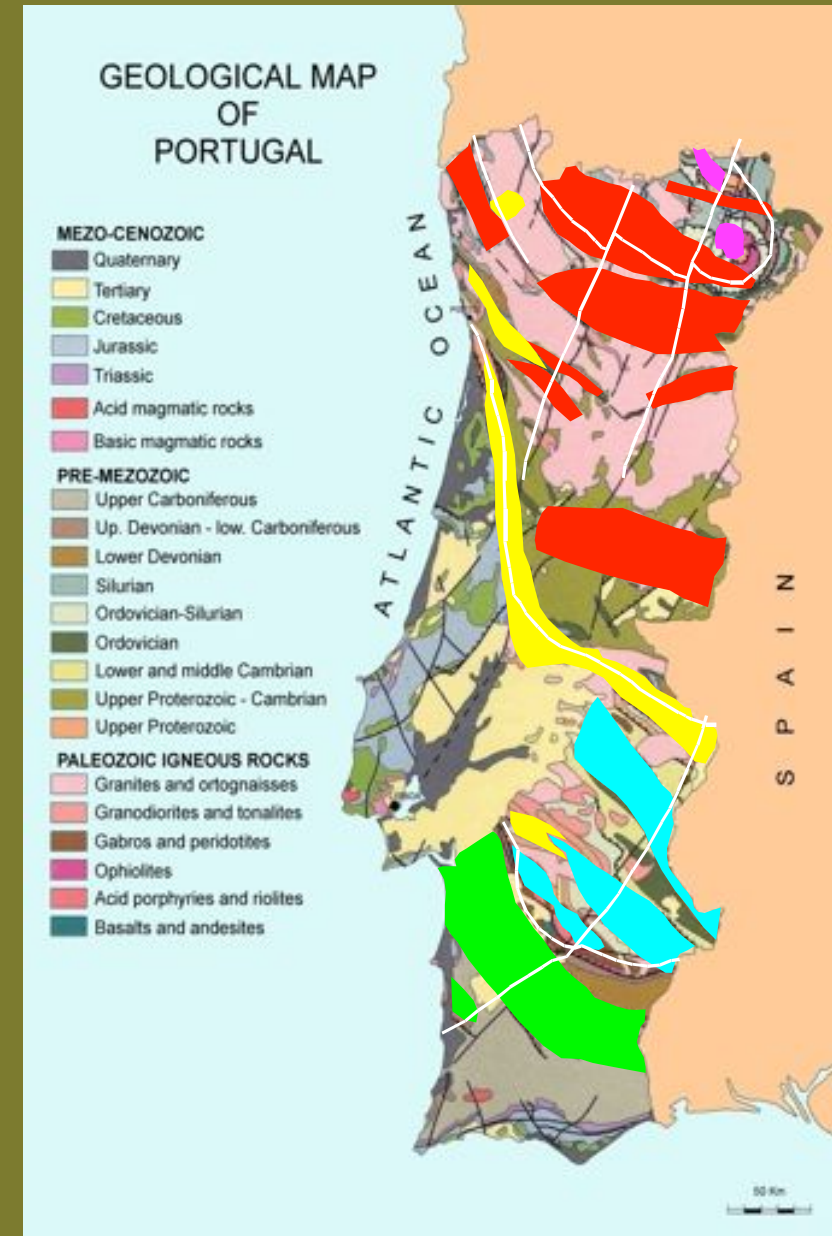 GEOLOGICAL MAP
OF
PORTUGAL
MEZO-CENOZOIC
Quaternary
Tertiary
Cretaceous
Jurassic
Triassic
Acid magmatic rocks
Basic magmatic rocks
PRE-MEZOZOIC
Upper Carboniferous
Up. Devonian - low. Carboniferous
Lower Devonian
Silurian
Ordovician-Silurian
Ordovician
Lower and middle Cambrian
Upper Proterozoic - Cambrian
Upper Proterozoic
PALEOZOIC IGNEOUS ROCKS
Granites and ortognaisses
Granodiorites and tonalites
Gabros and peridotites
Ophiolites
Acid porphyries and riolites
Basalts and andesites
ATLANTIC OCEAN
SPAIN
50 Km